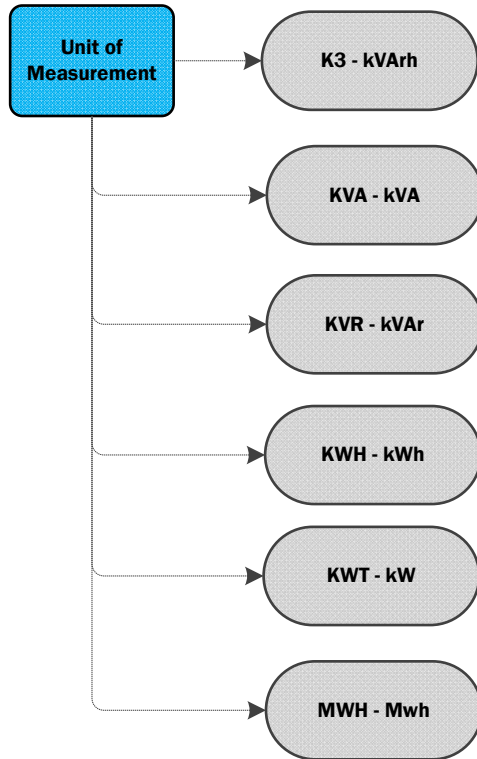 Unit of
Measurement
K3 - kVArh
KVA - kVA
KVR - kVAr
KWH - kWh
KWT - kW
MWH - Mwh